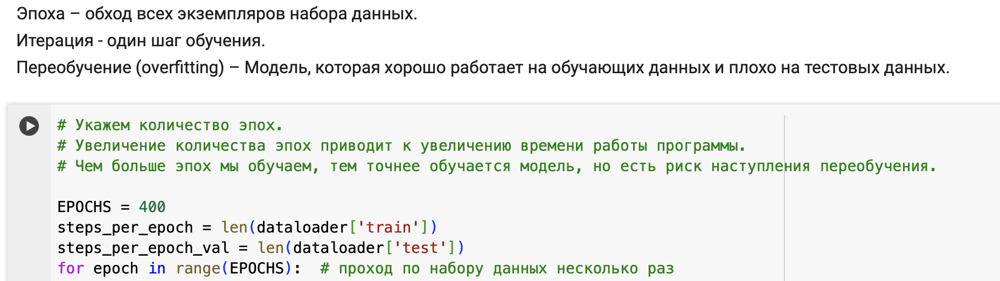 Эпоха – обход всех экземпляров набора данных.
Итерация - один шаг обучения.
Переобучение (overfitting) – Модель, которая хорошо работает на обучающих данных и плохо на тестовых данных.
# Укажем количество эпох.
# Увеличение количества эпох приводит к увеличению времени работы программы.
# Чем больше эпох мы обучаем, тем точнее обучается модель, но есть риск наступления переобучения.
EPOCHS = 400
steps_per_epoch = len(dataloader['train'])
steps_per_epoch_val = len(dataloader['test'])
for epoch in range(EPOCHS):  # проход по набору данных несколько раз